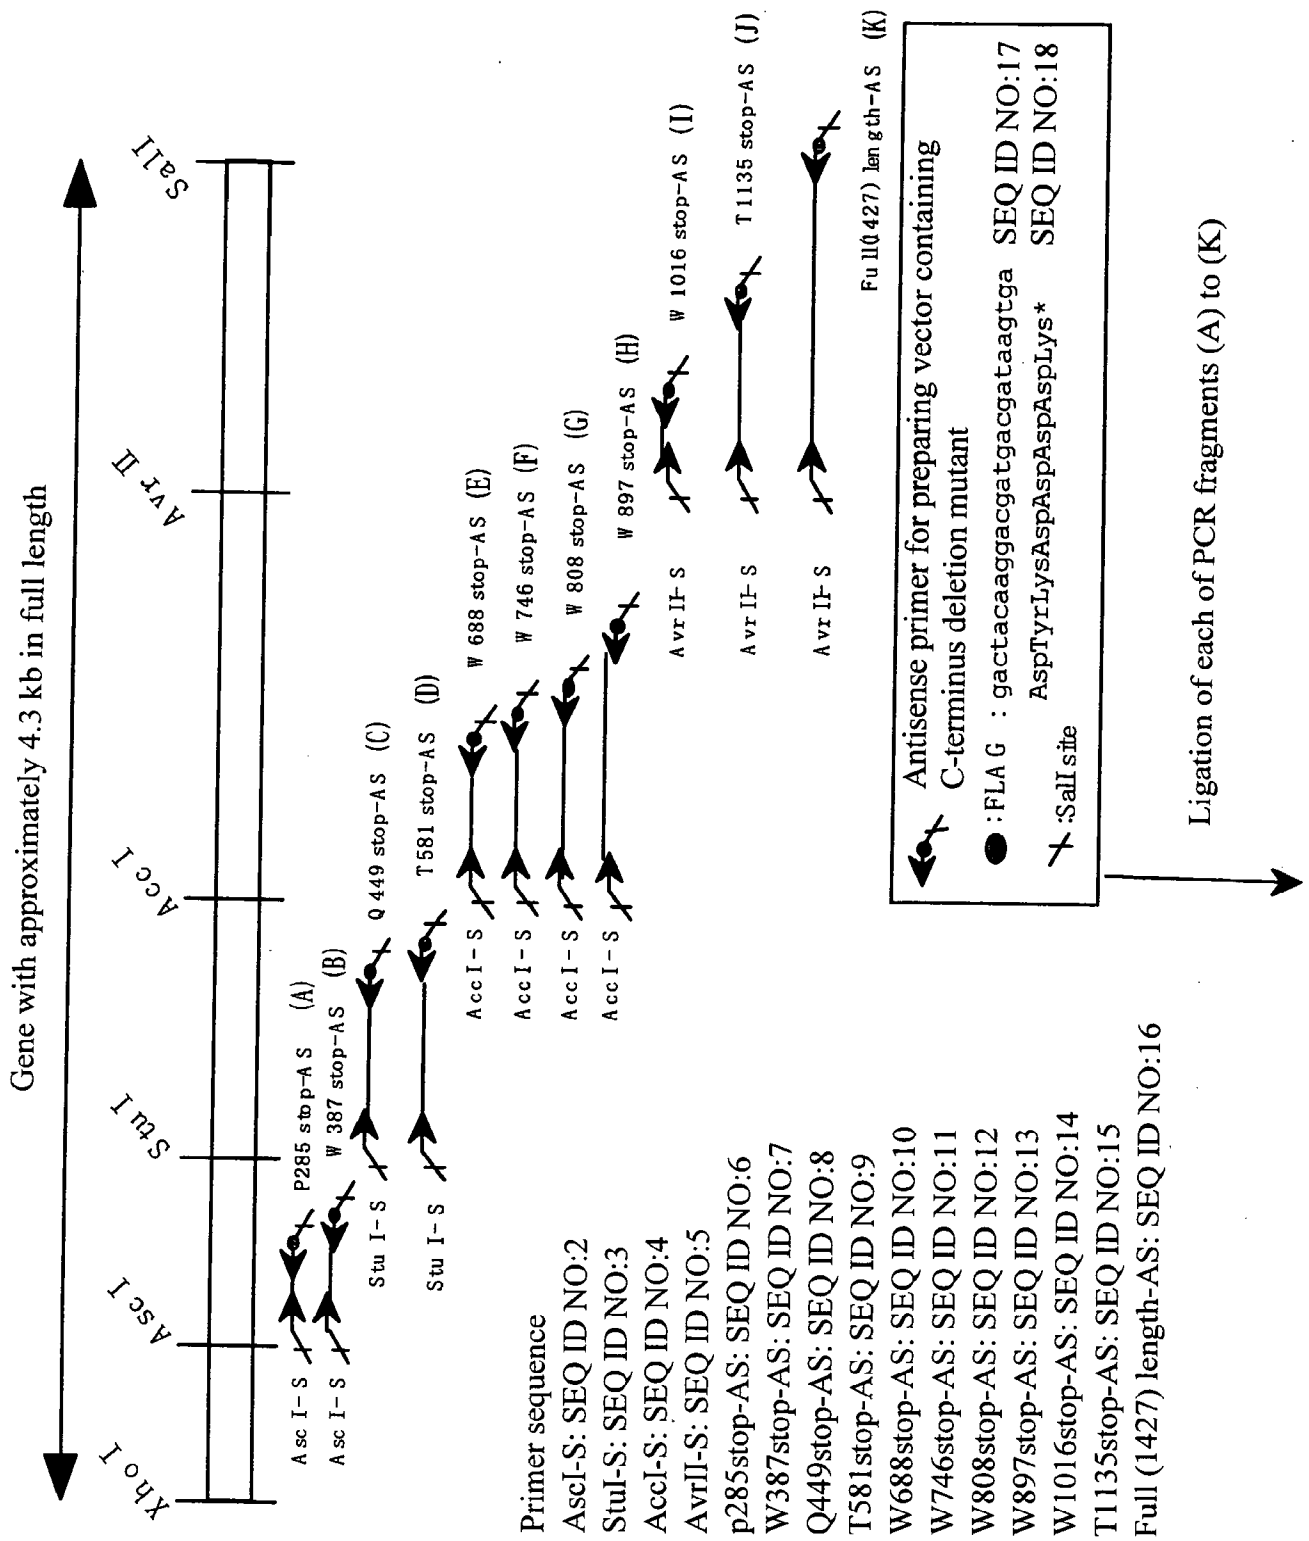 Gene with approximately 4.3 kb in full length
Xho I
Asc I
Stu I
Acc I
Avr II
SalI
Asc I-S
P285 stop-AS (A)
Asc I-S
W 387 stop-AS (B)
Stu I-S
Q 449 stop-AS (C)
Stu I-S
T 581 stop-AS (D)
Acc I-S
W 688 stop-AS (E)
Acc I-S
W 746 stop-AS (F)
Acc I-S
W 808 stop-AS (G)
Acc I-S
W 897 stop-AS (H)
Avr II-S
W 1016 stop-AS (I)
Avr II-S
T 1135 stop-AS (J)
Avr II-S
Full(1427) length-AS (K)
Primer sequence
AscI-S: SEQ ID NO:2
StuI-S: SEQ ID NO:3
AccI-S: SEQ ID NO:4
AvrII-S: SEQ ID NO:5
p285stop-AS: SEQ ID NO:6
W387stop-AS: SEQ ID NO:7
Q449stop-AS: SEQ ID NO:8
T581stop-AS: SEQ ID NO:9
W688stop-AS: SEQ ID NO:10
W746stop-AS: SEQ ID NO:11
W808stop-AS: SEQ ID NO:12
W897stop-AS: SEQ ID NO:13
W1016stop-AS: SEQ ID NO:14
T1135stop-AS: SEQ ID NO:15
Full (1427) length-AS: SEQ ID NO:16
Antisense primer for preparing vector containing
C-terminus deletion mutant
:FLAG : gactacaaggacgatgacgataagtga SEQ ID NO:17
AspTyrLysAspAspAspAspLys* SEQ ID NO:18
:SalI site
Ligation of each of PCR fragments (A) to (K)